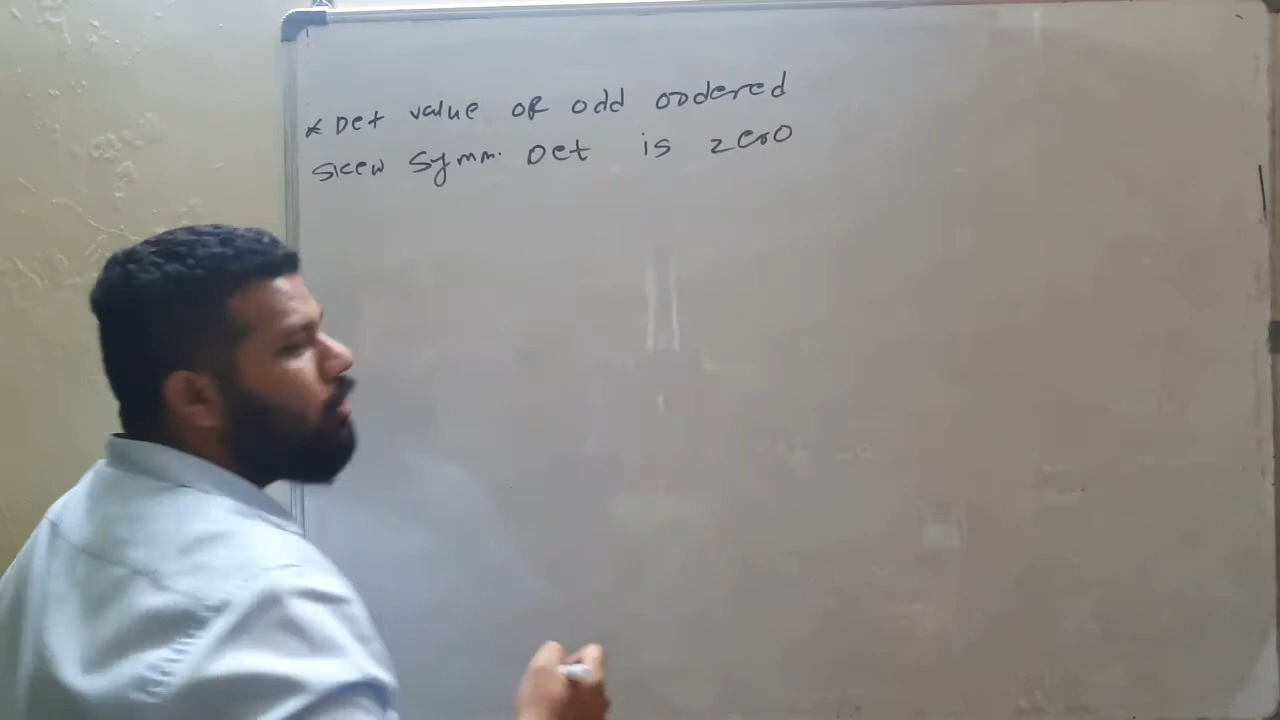 * Det value of odd ordered
skew symm. Det is zero